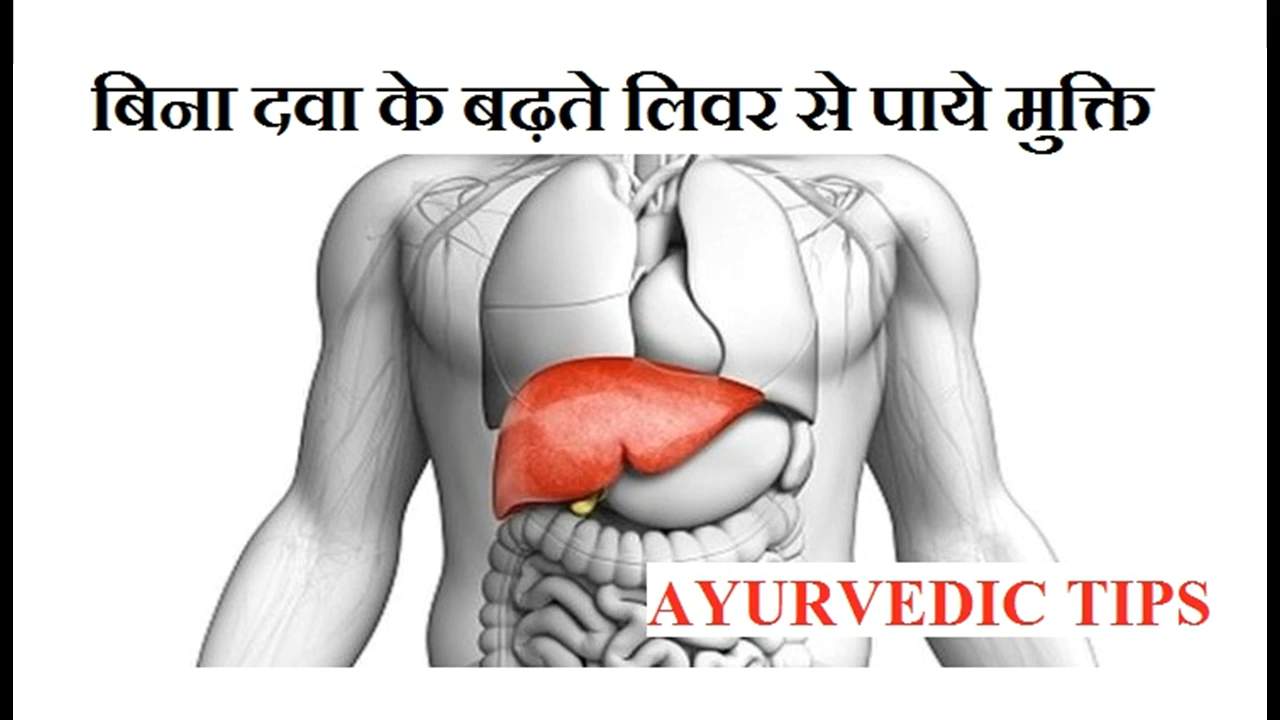 बिना दवा के बढ़ते लिवर से पाये मुक्ति
AYURVEDIC TIPS